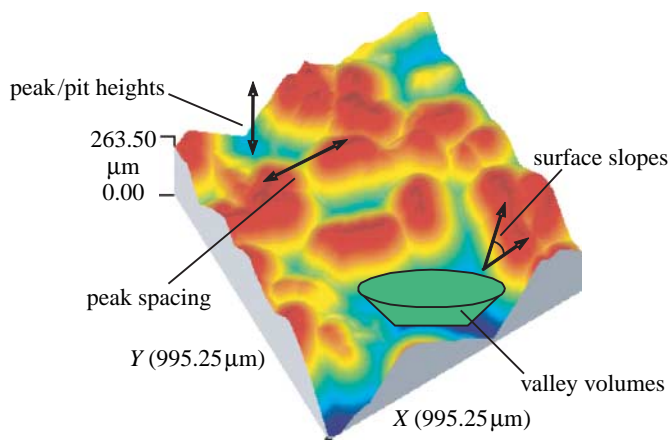 peak/pit heights
263.50
μm
0.00
surface slopes
peak spacing
Y (995.25 μm)
valley volumes
X (995.25 μm)